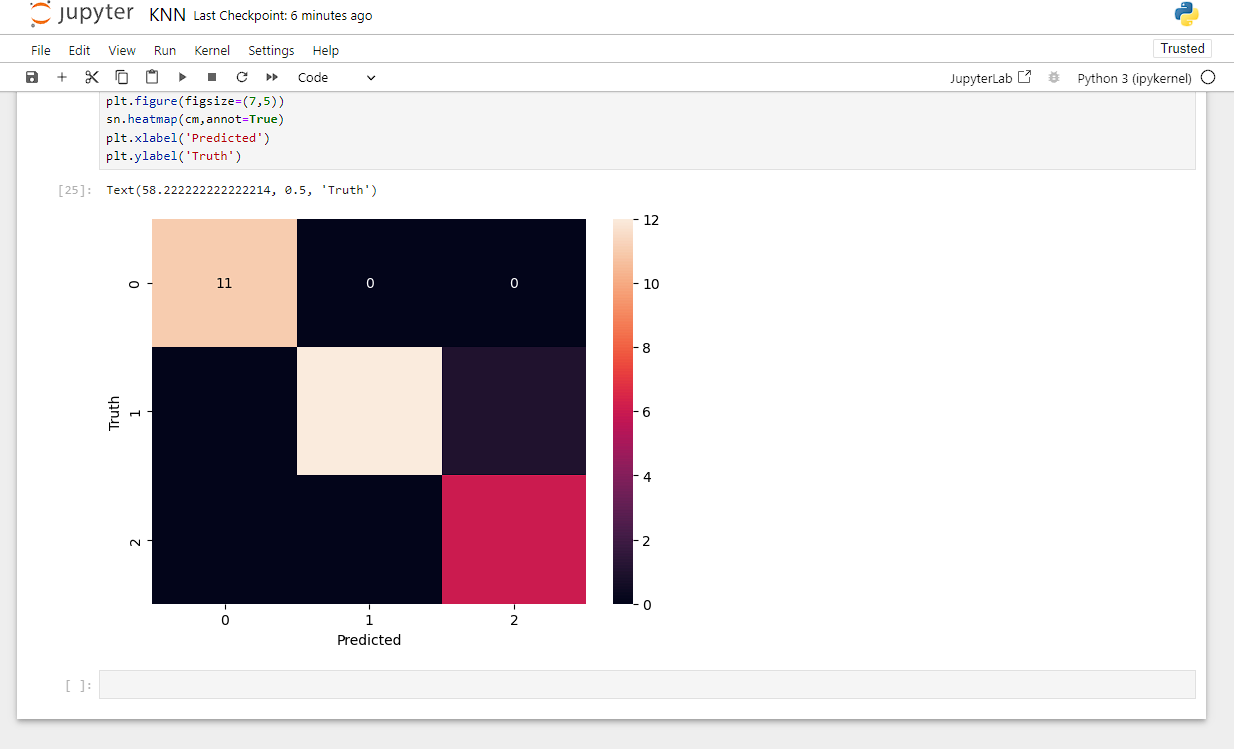 jupyter KNN Last Checkpoint: 6 minutes ago
File Edit View Run Kernel Settings Help Trusted
Code JupyterLab Python 3 (ipykernel)
plt.figure(figsize=(7,5))
sn.heatmap(cm,annot=True)
plt.xlabel('Predicted')
plt.ylabel('Truth')
[25]: Text(58.222222222222214, 0.5, 'Truth')
12
0 11 0 0 10
8
Truth 1 6
4
2 2
0
0 1 2
Predicted
[ ]: